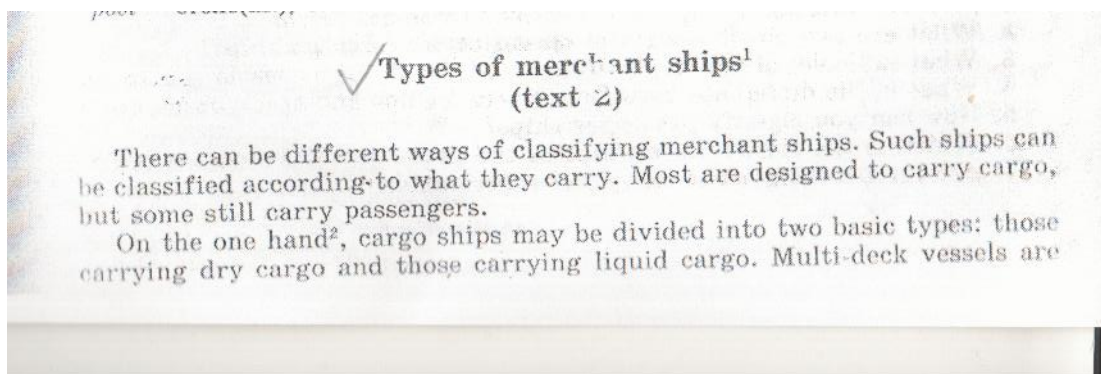 Types of merchant ships¹
(text 2)
There can be different ways of classifying merchant ships. Such ships can
be classified according to what they carry. Most are designed to carry cargo,
but some still carry passengers.
On the one hand², cargo ships may be divided into two basic types: those
carrying dry cargo and those carrying liquid cargo. Multi-deck vessels are